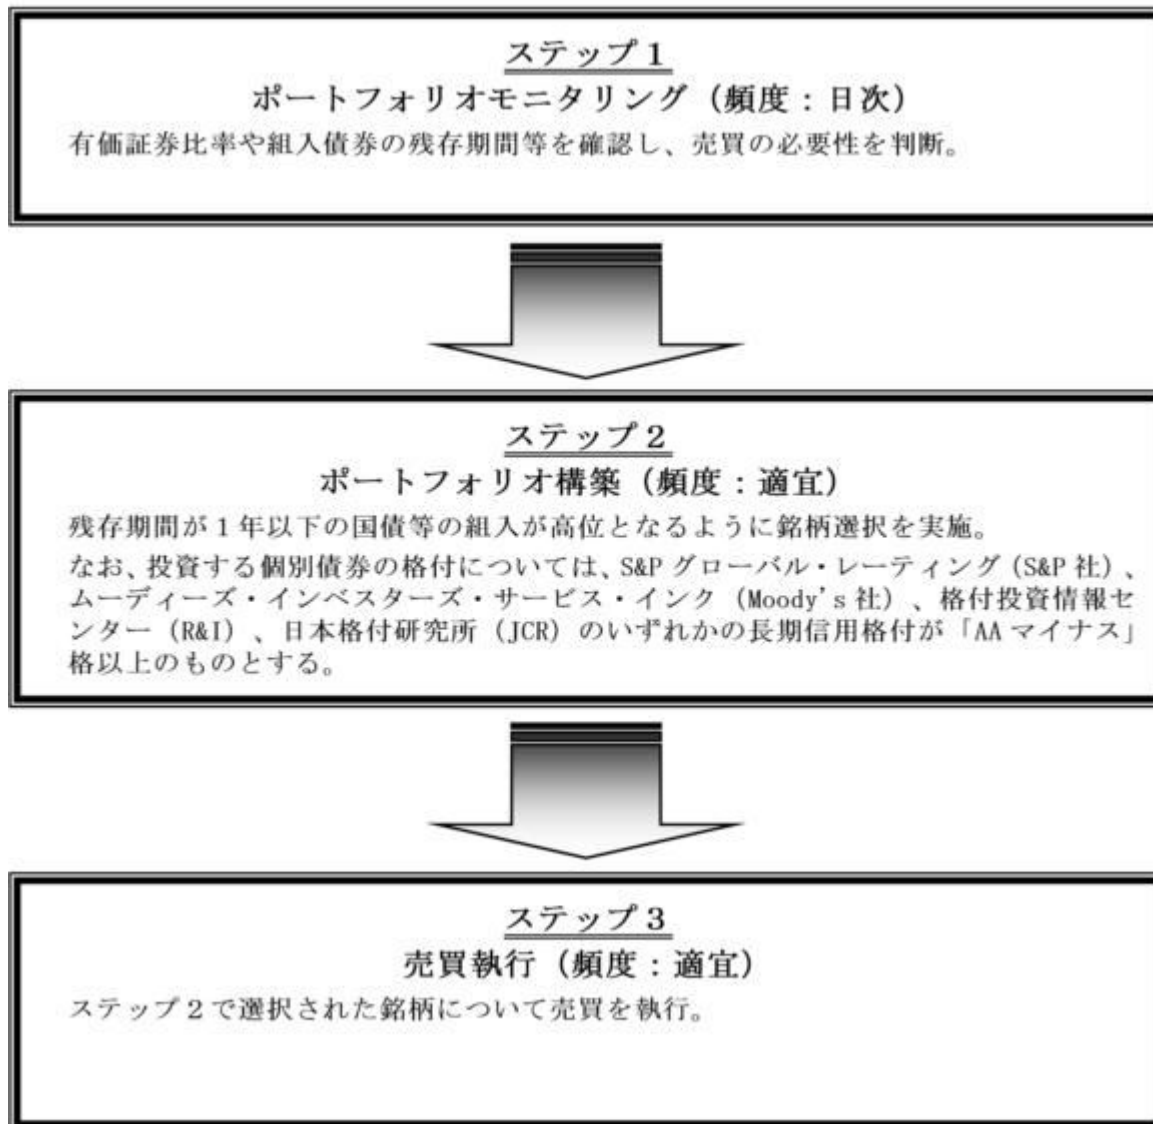 ステップ1
ポートフォリオモニタリング（頻度：日次）
有価証券比率や組入債券の残存期間等を確認し、売買の必要性を判断。
ステップ2
ポートフォリオ構築（頻度：適宜）
残存期間が1年以下の国債等の組入が高位となるように銘柄選択を実施。
なお、投資する個別債券の格付については、S&Pグローバル・レーティング（S&P社）、
ムーディーズ・インベスターズ・サービス・インク（Moody's社）、格付投資情報セ
ンター（R&I）、日本格付研究所（JCR）のいずれかの長期信用格付が「AAマイナス」
格以上のものとする。
ステップ3
売買執行（頻度：適宜）
ステップ2で選択された銘柄について売買を執行。